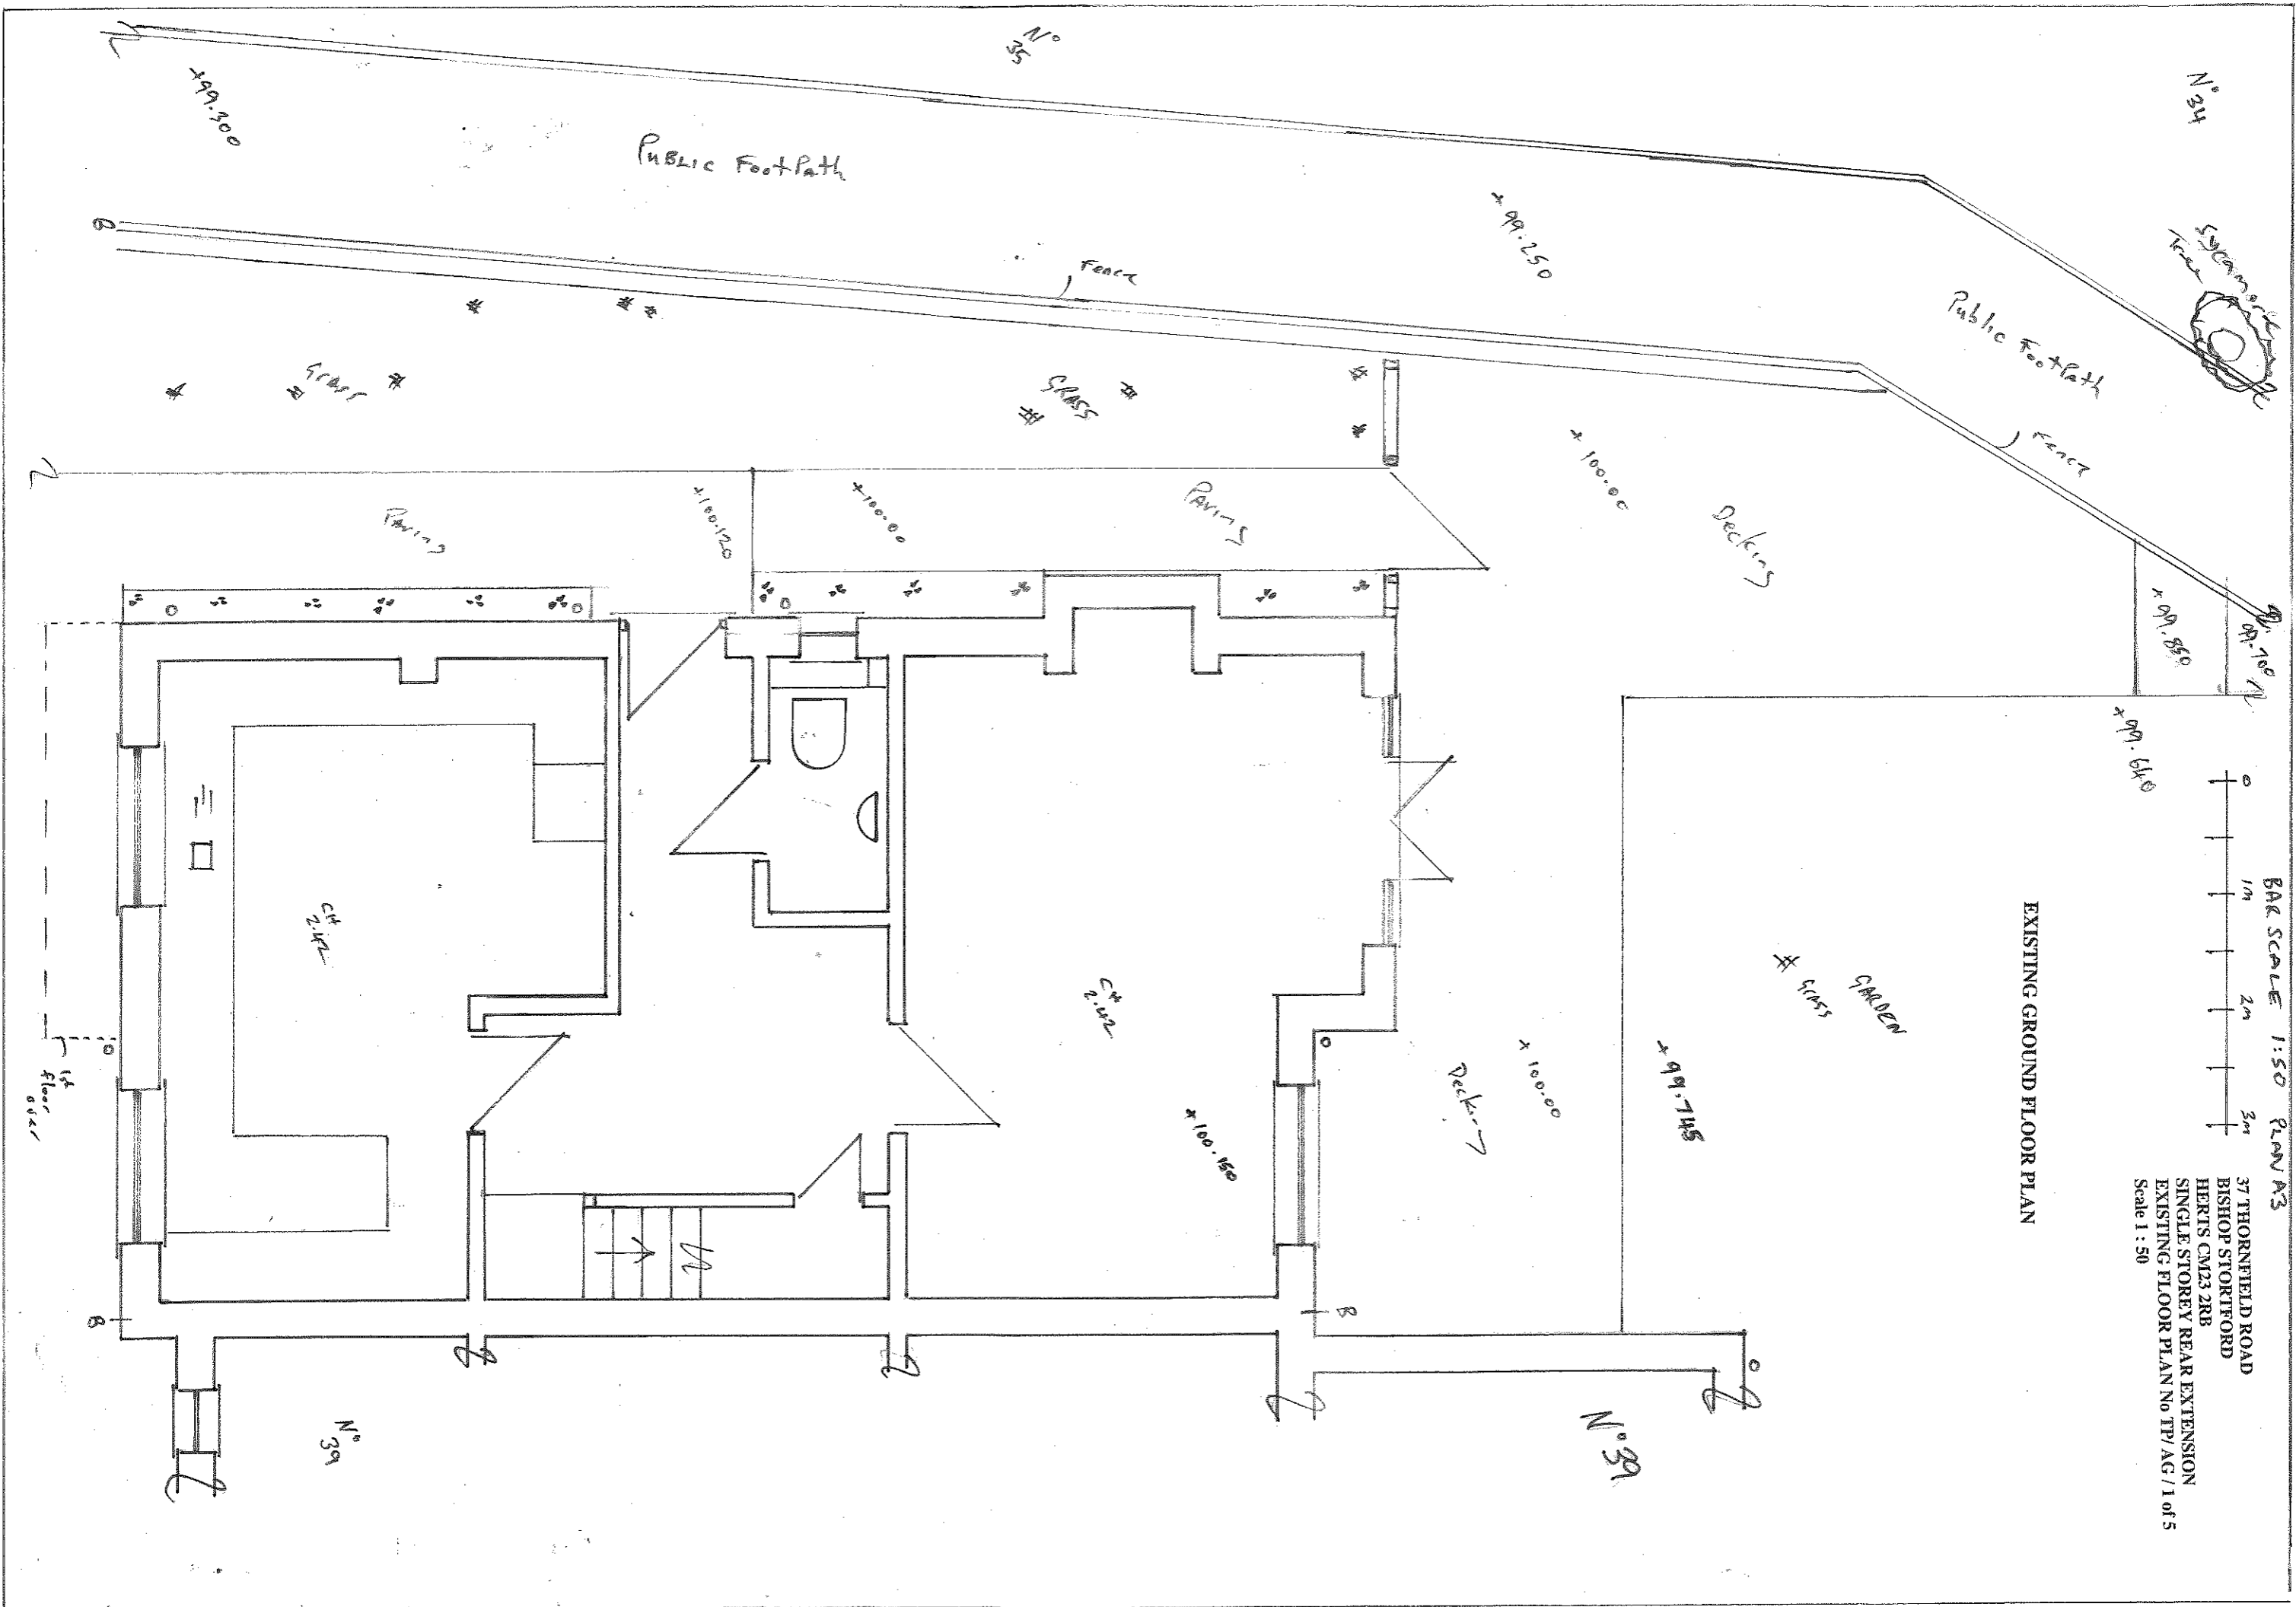 BAR SCALE 1:50 PLAN A3
0 1m 2m 3m
37 THORNFIELD ROAD
BISHOP STORTFORD
HERTS CM23 2RB
SINGLE STOREY REAR EXTENSION
EXISTING FLOOR PLAN No TP/ AG / 1 of 5
Scale 1 : 50
EXISTING GROUND FLOOR PLAN
N° 34
Sycamore
Tree
Public FootPath
Fence
99.700
x 99.850
x 99.640
GARDEN
GRASS
x 99.745
N° 39
N° 35
x 99.250
x 100.00
Decking
x 100.00
Decking
Fence
GRASS
Paving
x 100.00
CH
2.42
x 100.150
PUBLIC FootPath
x 100.120
x 99.300
Grass
Paving
CH
2.42
N° 39
1st
floor
over